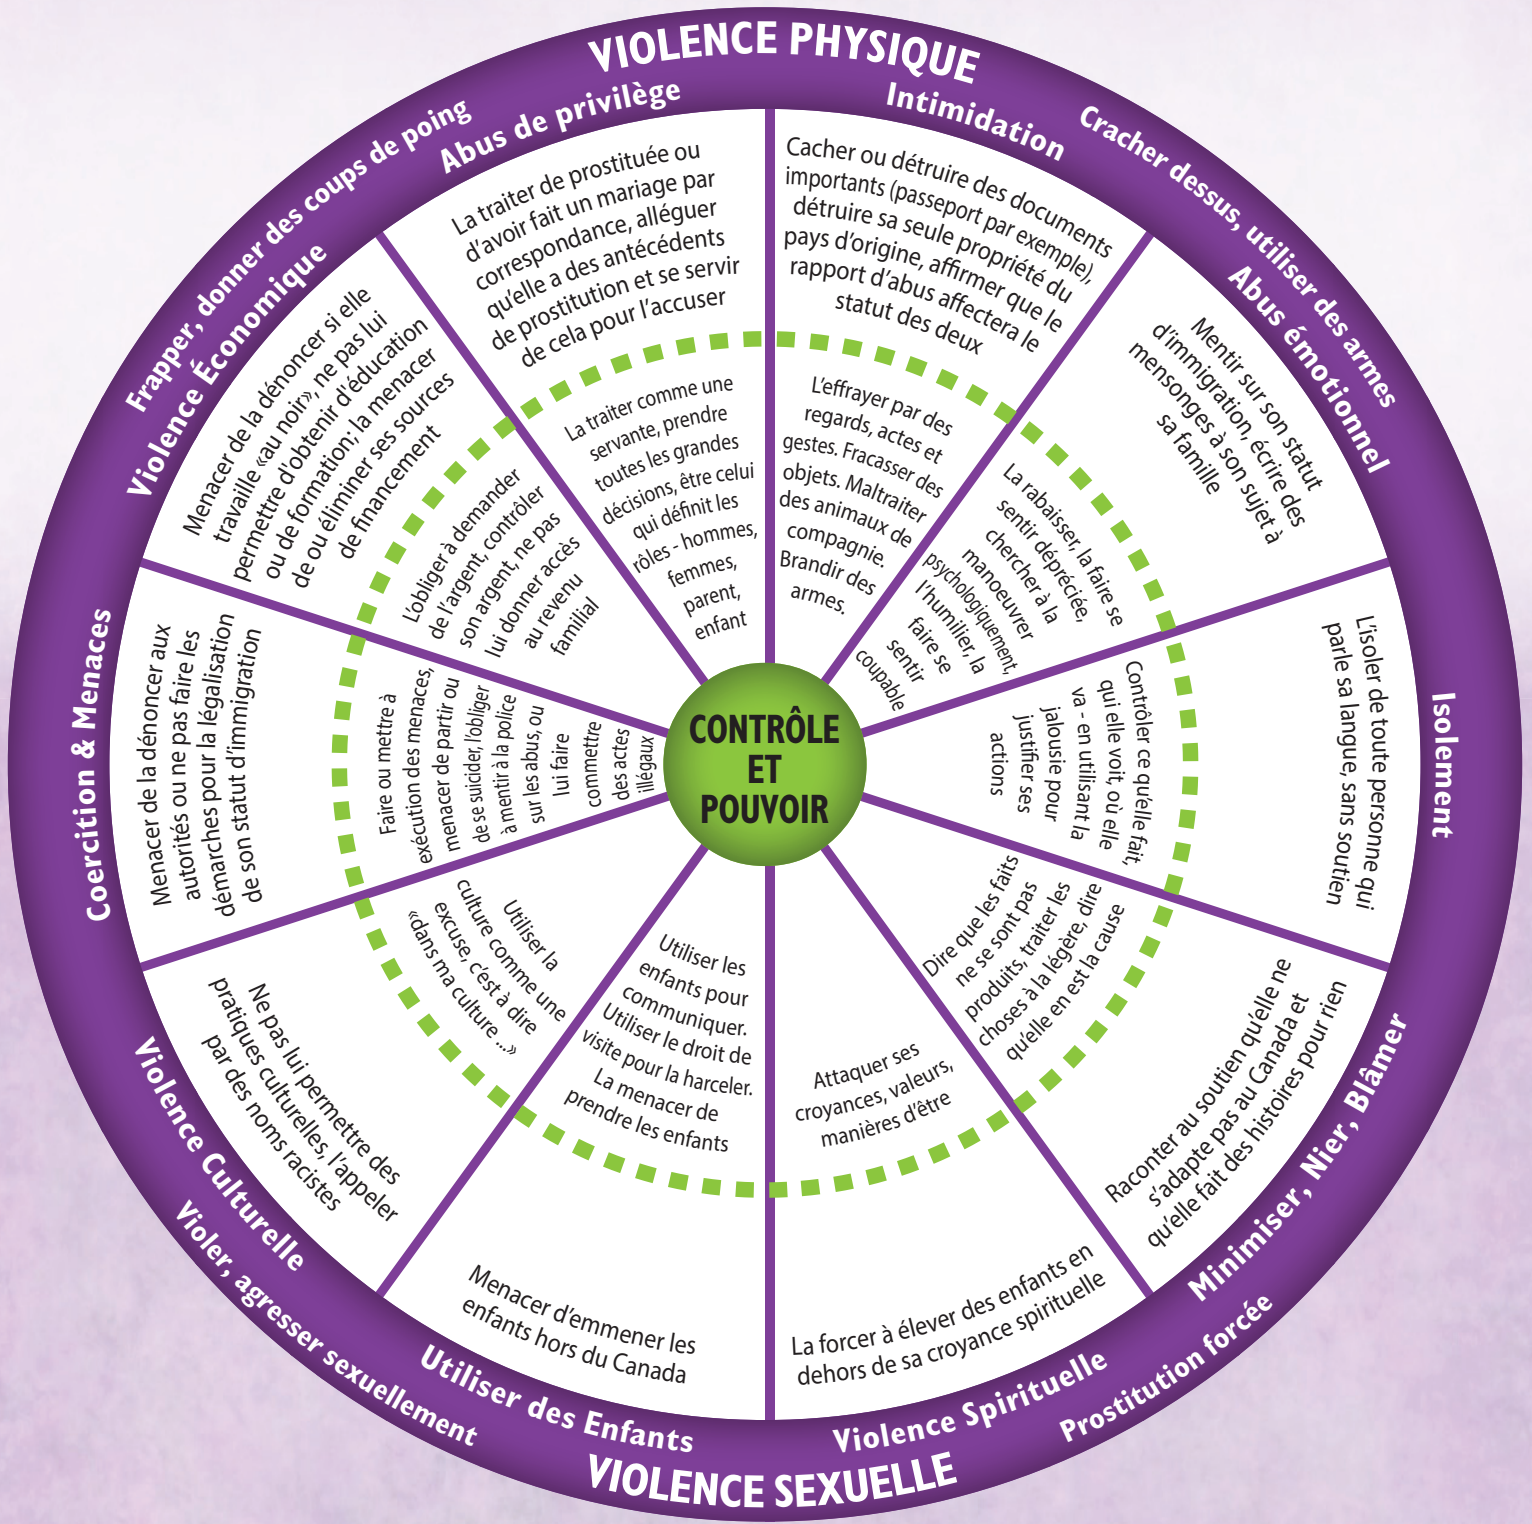 VIOLENCE PHYSIQUE
Intimidation
Cracher dessus, utiliser des armes
Cacher ou détruire des documents
importants (passeport par exemple),
détruire sa seule propriété du
pays d'origine, affirmer que le
rapport d'abus affectera le
statut des deux
L'effrayer par des
regards, actes et
gestes. Fracasser des
objets. Maltraiter
des animaux de
compagnie.
Brandir des
armes.
Abus émotionnel
Mentir sur son statut
d'immigration, écrire des
mensonges à son sujet à
sa famille
La rabaisser, la faire se
sentir dépréciée,
chercher à la
manoeuvrer
psychologiquement,
l'humilier, la
faire se
sentir
coupable
Isolement
L'isoler de toute personne qui
parle sa langue, sans soutien
Contrôler ce qu'elle fait,
qui elle voit, où elle
va - en utilisant la
jalousie pour
justifier ses
actions
Minimiser, Nier, Blâmer
Dire que les faits
ne se sont pas
produits, traiter les
choses à la légère, dire
qu'elle en est la cause
Raconter au soutien qu'elle ne
s'adapte pas au Canada et
qu'elle fait des histoires pour rien
Prostitution forcée
Violence Spirituelle
Attaquer ses
croyances, valeurs,
manières d'être
La forcer à élever des enfants en
dehors de sa croyance spirituelle
VIOLENCE SEXUELLE
Utiliser des Enfants
Utiliser les
enfants pour
communiquer.
Utiliser le droit de
visite pour la harceler.
La menacer de
prendre les enfants
Menacer d'emmener les
enfants hors du Canada
Violer, agresser sexuellement
Violence Culturelle
Utiliser la
culture comme une
excuse, c'est à dire
«dans ma culture ...»
Ne pas lui permettre des
pratiques culturelles, l'appeler
par des noms racistes
Coercition & Menaces
Menacer de la dénoncer aux
autorités ou ne pas faire les
démarches pour la légalisation
de son statut d'immigration
Faire ou mettre à
exécution des menaces,
menacer de partir ou
de se suicider, l'obliger
à mentir à la police
sur les abus, ou
lui faire
commettre
des actes
illégaux
Violence Économique
Menacer de la dénoncer si elle
travaille «au noir», ne pas lui
permettre d'obtenir d'éducation
ou de formation; la menacer
de ou éliminer ses sources
de financement
L'obliger à demander
de l'argent, contrôler
son argent, ne pas
lui donner accès
au revenu
familial
Frapper, donner des coups de poing
Abus de privilège
La traiter de prostituée ou
d'avoir fait un mariage par
correspondance, alléguer
qu'elle a des antécédents
de prostitution et se servir
de cela pour l'accuser
La traiter comme une
servante, prendre
toutes les grandes
décisions, être celui
qui définit les
rôles - hommes,
femmes,
parent,
enfant
CONTRÔLE
ET
POUVOIR